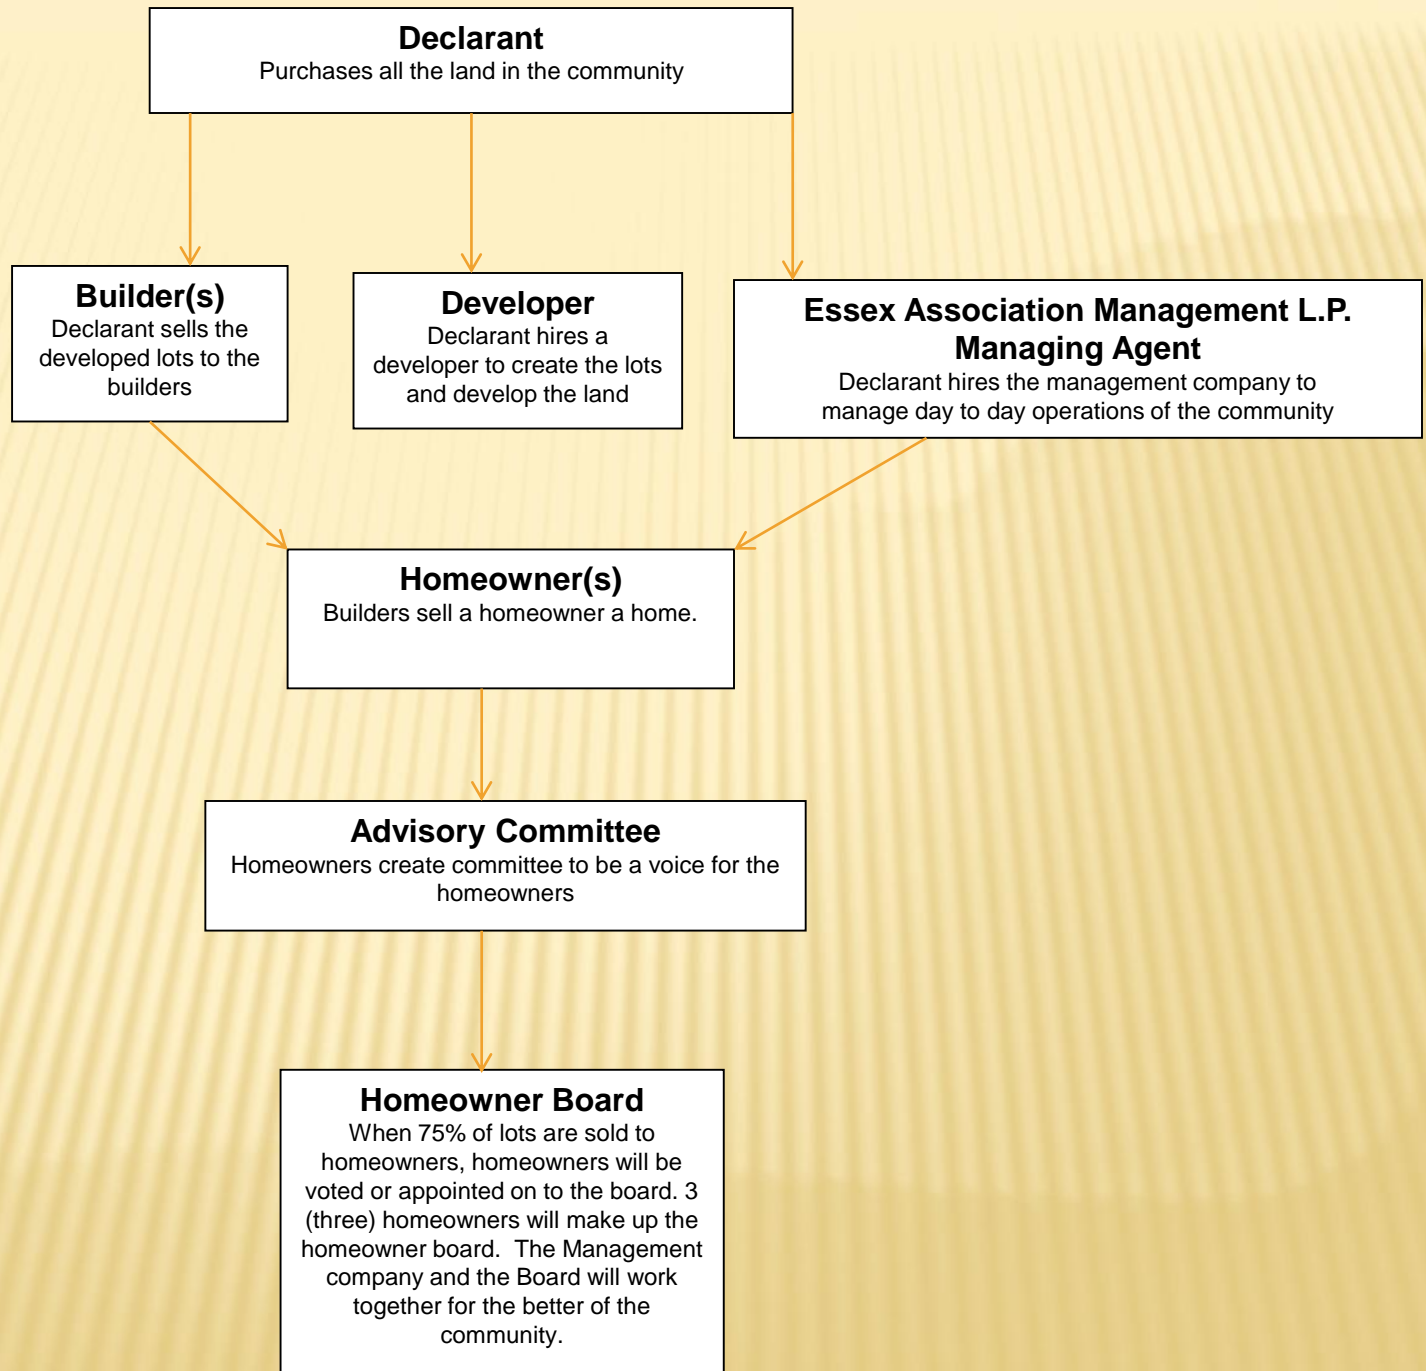 Declarant
Purchases all the land in the community
Builder(s)
Declarant sells the
developed lots to the
builders
Developer
Declarant hires a
developer to create the lots
and develop the land
Essex Association Management L.P.
Managing Agent
Declarant hires the management company to
manage day to day operations of the community
Homeowner(s)
Builders sell a homeowner a home.
Advisory Committee
Homeowners create committee to be a voice for the
homeowners
Homeowner Board
When 75% of lots are sold to
homeowners, homeowners will be
voted or appointed on to the board. 3
(three) homeowners will make up the
homeowner board.  The Management
company and the Board will work
together for the better of the
community.